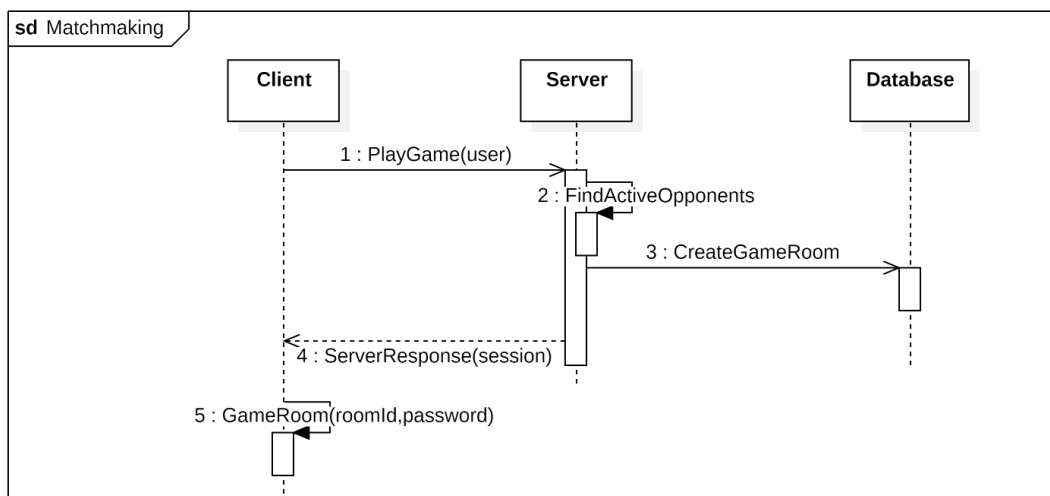 sd Matchmaking
Client
Server
Database
1 : PlayGame(user)
2 : FindActiveOpponents
3 : CreateGameRoom
4 : ServerResponse(session)
5 : GameRoom(roomId,password)